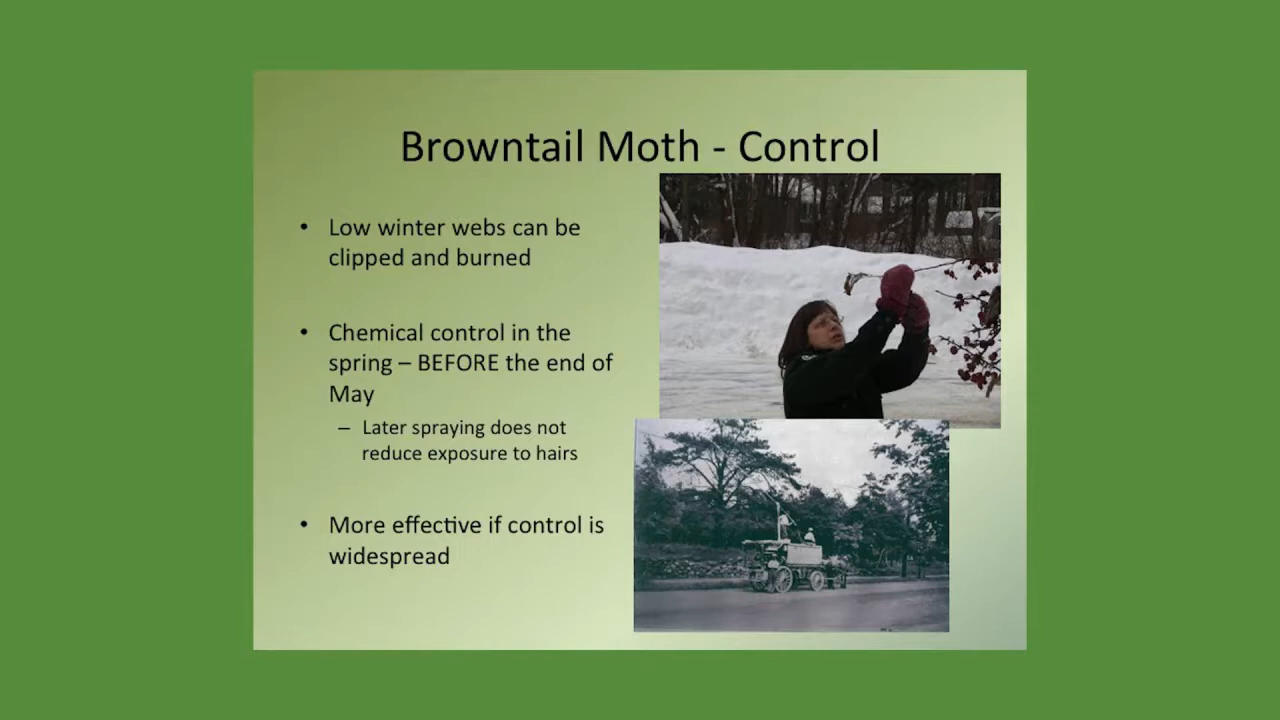 Browntail Moth - Control
• Low winter webs can be
clipped and burned
• Chemical control in the
spring – BEFORE the end of
May
– Later spraying does not
reduce exposure to hairs
• More effective if control is
widespread